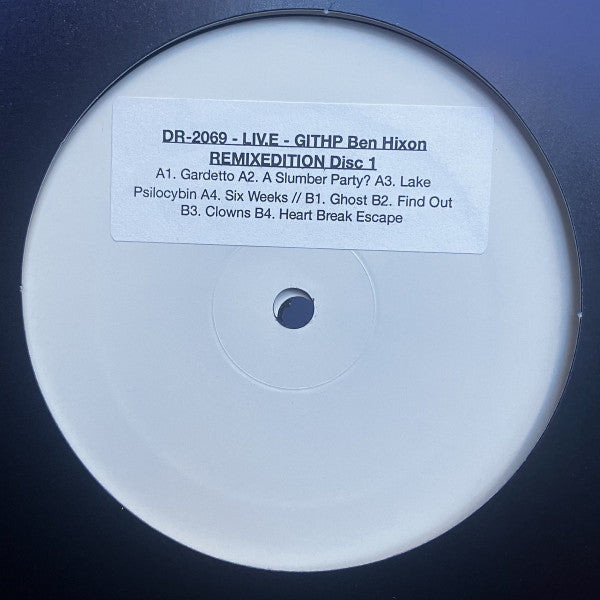 DR-2069 - LIV.E - GITHP Ben Hixon
REMIXEDITION Disc 1
A1. Gardetto A2. A Slumber Party? A3. Lake
Psilocybin A4. Six Weeks // B1. Ghost B2. Find Out
B3. Clowns B4. Heart Break Escape